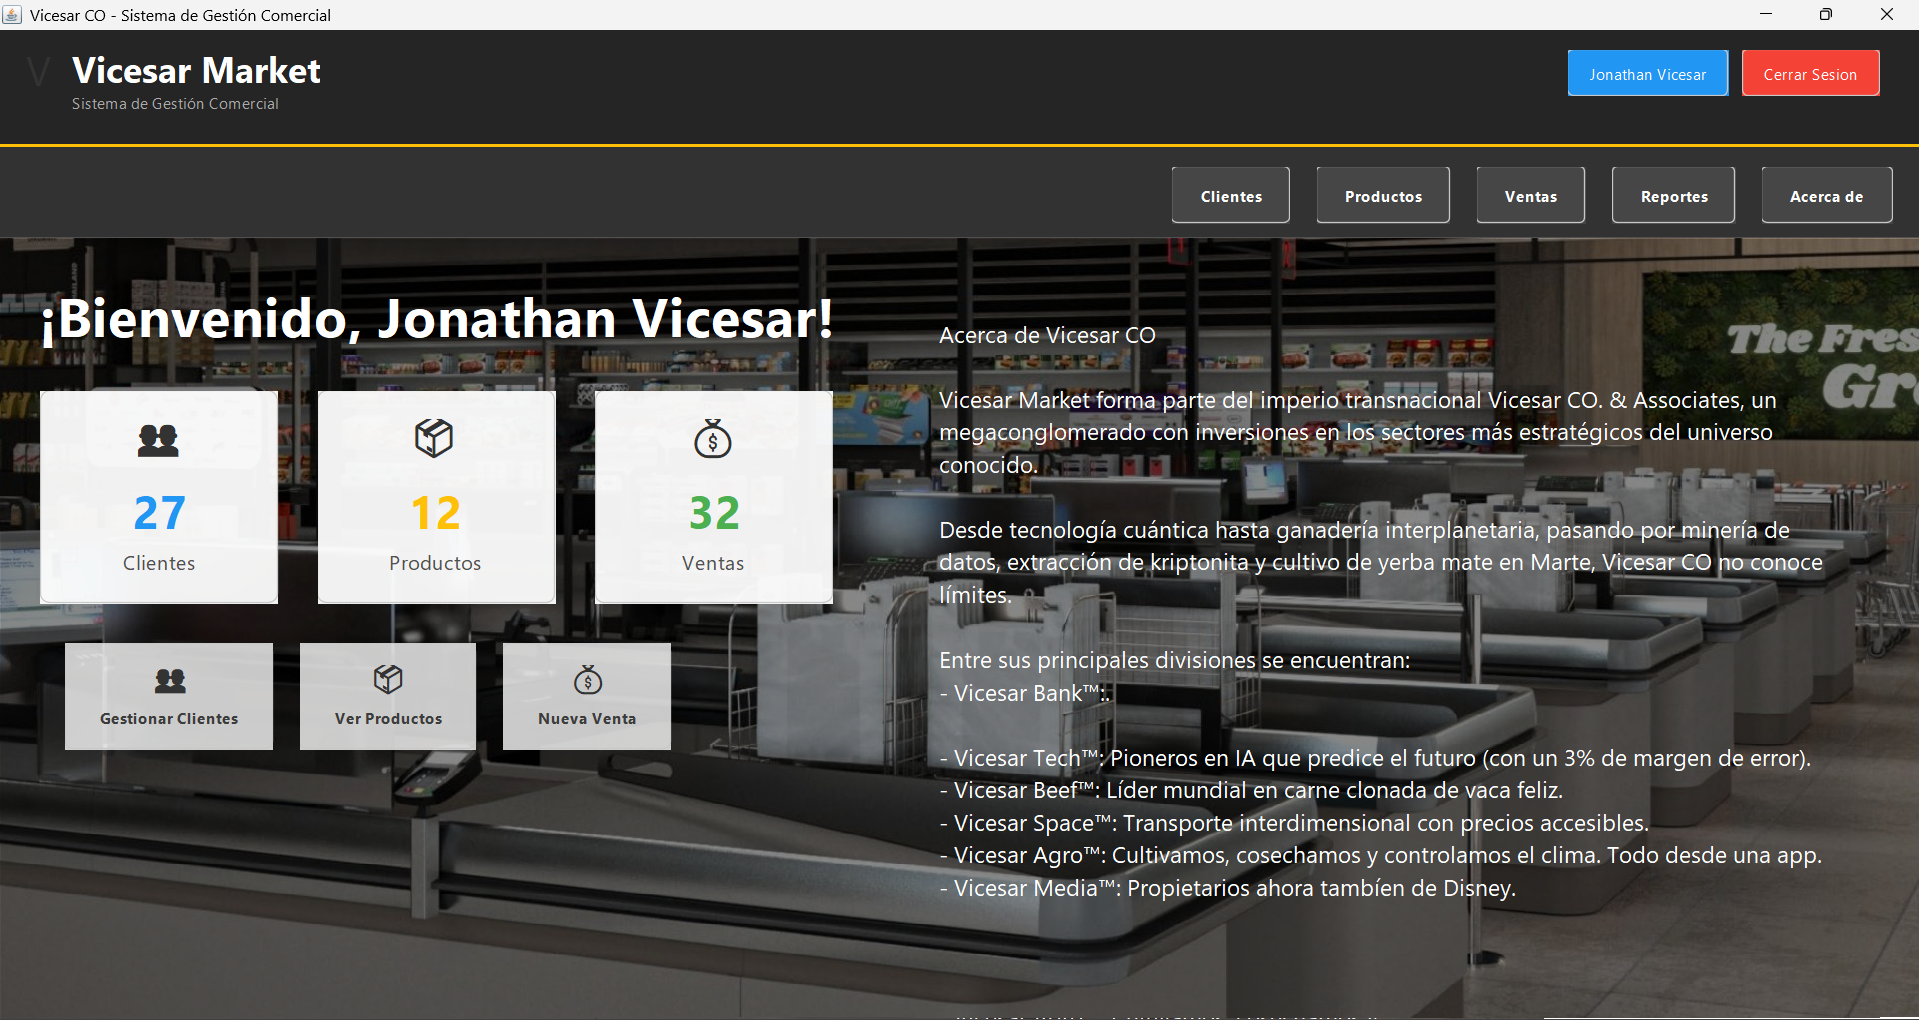 Vicesar CO - Sistema de Gestión Comercial
V
Vicesar Market
Sistema de Gestión Comercial
Jonathan Vicesar
Cerrar Sesion
Clientes
Productos
Ventas
Reportes
Acerca de
¡Bienvenido, Jonathan Vicesar!
27
Clientes
12
Productos
32
Ventas
Gestionar Clientes
Ver Productos
Nueva Venta
The Fres
Gr
Acerca de Vicesar CO
Vicesar Market forma parte del imperio transnacional Vicesar CO. & Associates, un
megaconglomerado con inversiones en los sectores más estratégicos del universo
conocido.
Desde tecnología cuántica hasta ganadería interplanetaria, pasando por minería de
datos, extracción de kriptonita y cultivo de yerba mate en Marte, Vicesar CO no conoce
límites.
Entre sus principales divisiones se encuentran:
- Vicesar Bank™:.
- Vicesar Tech™: Pioneros en IA que predice el futuro (con un 3% de margen de error).
- Vicesar Beef™: Líder mundial en carne clonada de vaca feliz.
- Vicesar Space™: Transporte interdimensional con precios accesibles.
- Vicesar Agro™: Cultivamos, cosechamos y controlamos el clima. Todo desde una app.
- Vicesar Media™: Propietarios ahora tambíen de Disney.